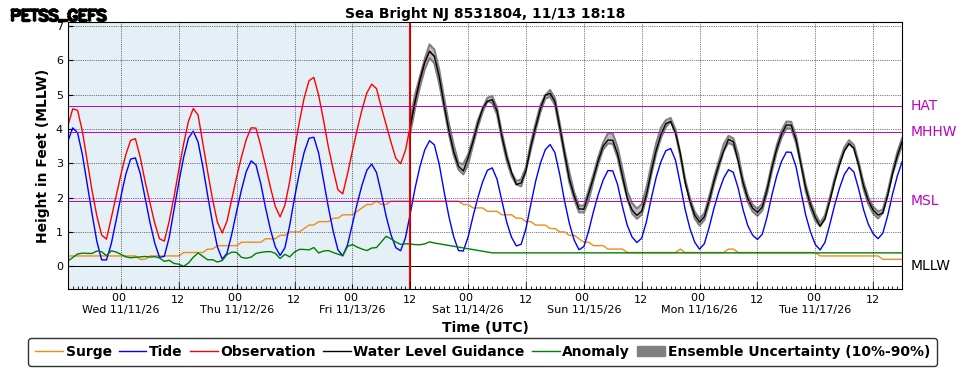 PETSS_GEFS
Sea Bright NJ 8531804, 11/13 18:18
Height in Feet (MLLW)
7
6
5
4
3
2
1
0
HAT
MHHW
MSL
MLLW
00 12 00 12 00 12 00 12 00 12 00 12 00 12
Wed 11/11/26 Thu 11/12/26 Fri 11/13/26 Sat 11/14/26 Sun 11/15/26 Mon 11/16/26 Tue 11/17/26
Time (UTC)
Surge Tide Observation Water Level Guidance Anomaly Ensemble Uncertainty (10%-90%)